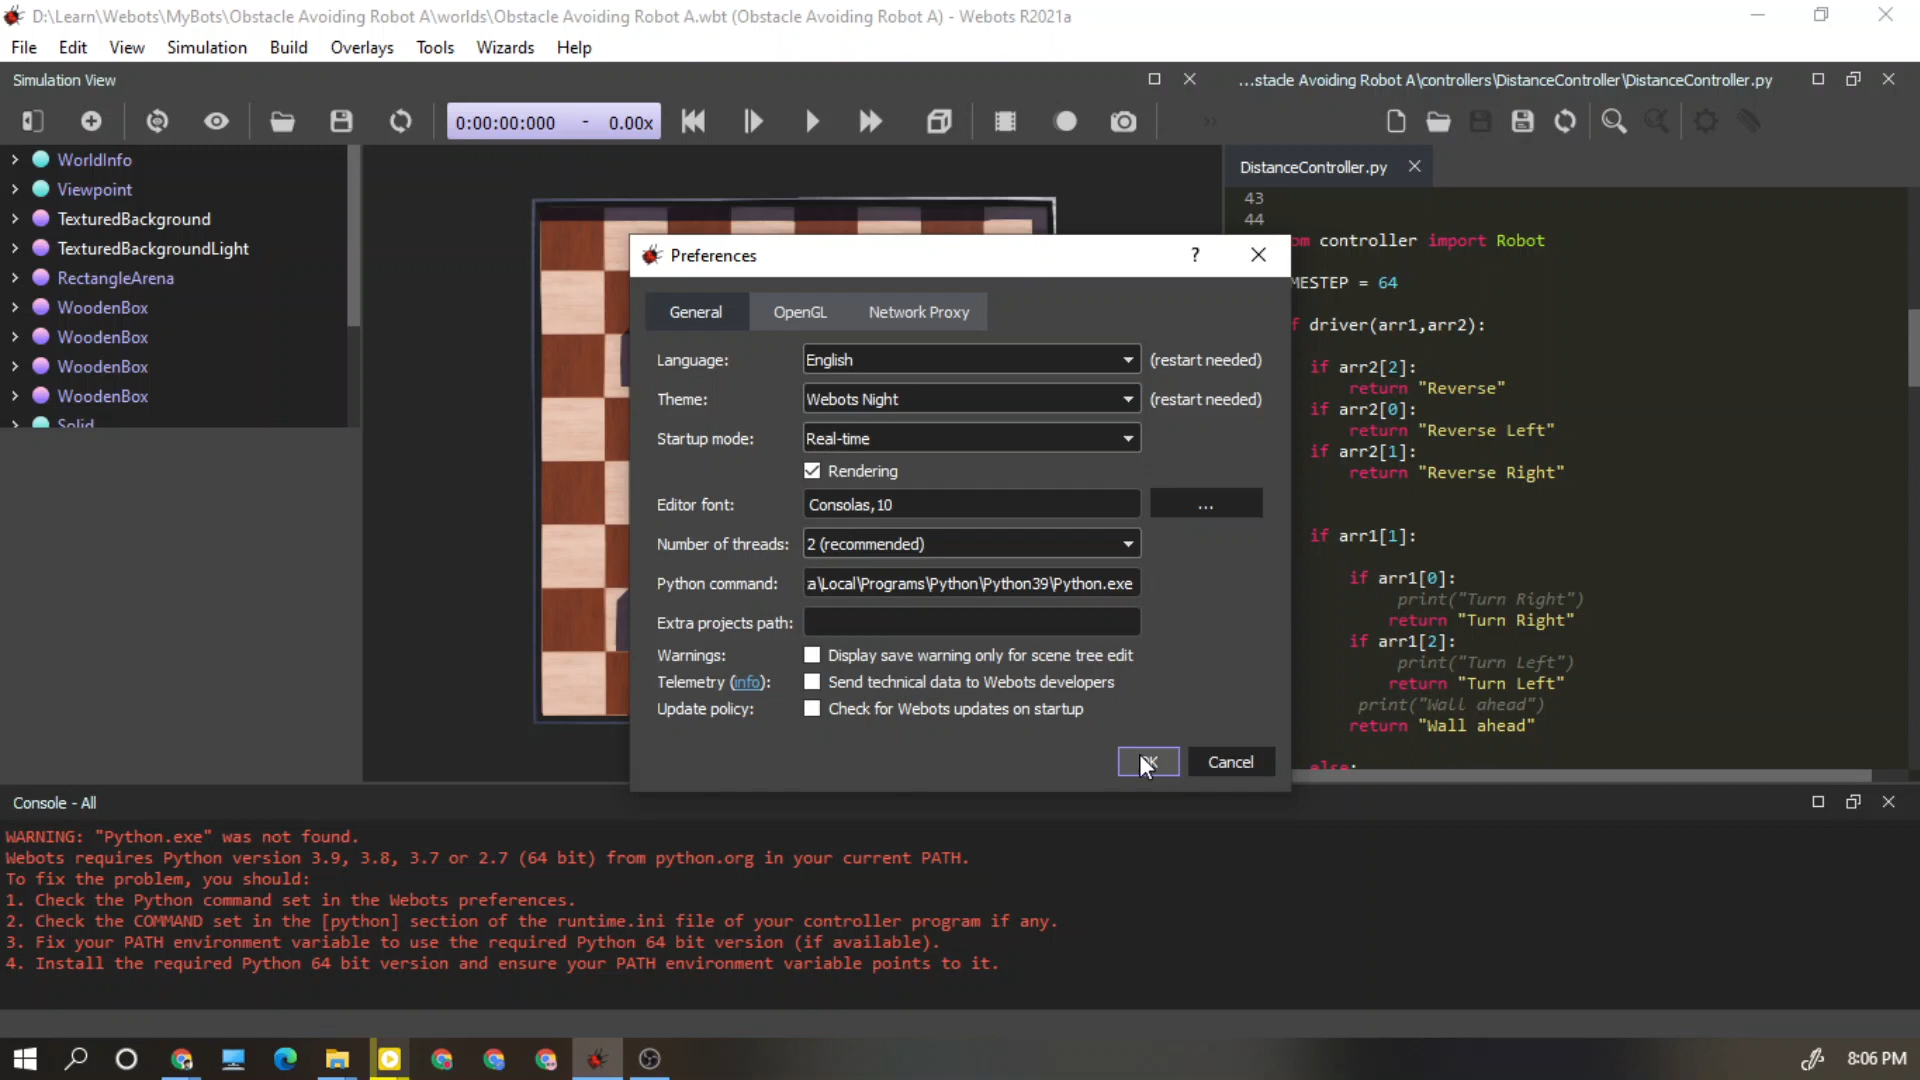 D:\Learn\Webots\MyBots\Obstacle Avoiding Robot A\worlds\Obstacle Avoiding Robot A.wbt (Obstacle Avoiding Robot A) - Webots R2021a
File Edit View Simulation Build Overlays Tools Wizards Help
Simulation View
...stacle Avoiding Robot A\controllers\DistanceController\DistanceController.py
0:00:00:000 - 0.00x
WorldInfo
Viewpoint
TexturedBackground
TexturedBackgroundLight
RectangleArena
WoodenBox
WoodenBox
WoodenBox
WoodenBox
Solid
Preferences
?
General OpenGL Network Proxy
Language: English (restart needed)
Theme: Webots Night (restart needed)
Startup mode: Real-time
Rendering
Editor font: Consolas,10 ...
Number of threads: 2 (recommended)
Python command: a\Local\Programs\Python\Python39\Python.exe
Extra projects path:
Warnings: Display save warning only for scene tree edit
Telemetry (info): Send technical data to Webots developers
Update policy: Check for Webots updates on startup
Cancel
DistanceController.py
43
44
om controller import Robot
MESTEP = 64
f driver(arr1,arr2):
if arr2[2]:
return "Reverse"
if arr2[0]:
return "Reverse Left"
if arr2[1]:
return "Reverse Right"
if arr1[1]:
if arr1[0]:
print("Turn Right")
return "Turn Right"
if arr1[2]:
print("Turn Left")
return "Turn Left"
print("Wall ahead")
return "Wall ahead"
else:
Console - All
WARNING: "Python.exe" was not found.
Webots requires Python version 3.9, 3.8, 3.7 or 2.7 (64 bit) from python.org in your current PATH.
To fix the problem, you should:
1. Check the Python command set in the Webots preferences.
2. Check the COMMAND set in the [python] section of the runtime.ini file of your controller program if any.
3. Fix your PATH environment variable to use the required Python 64 bit version (if available).
4. Install the required Python 64 bit version and ensure your PATH environment variable points to it.
8:06 PM